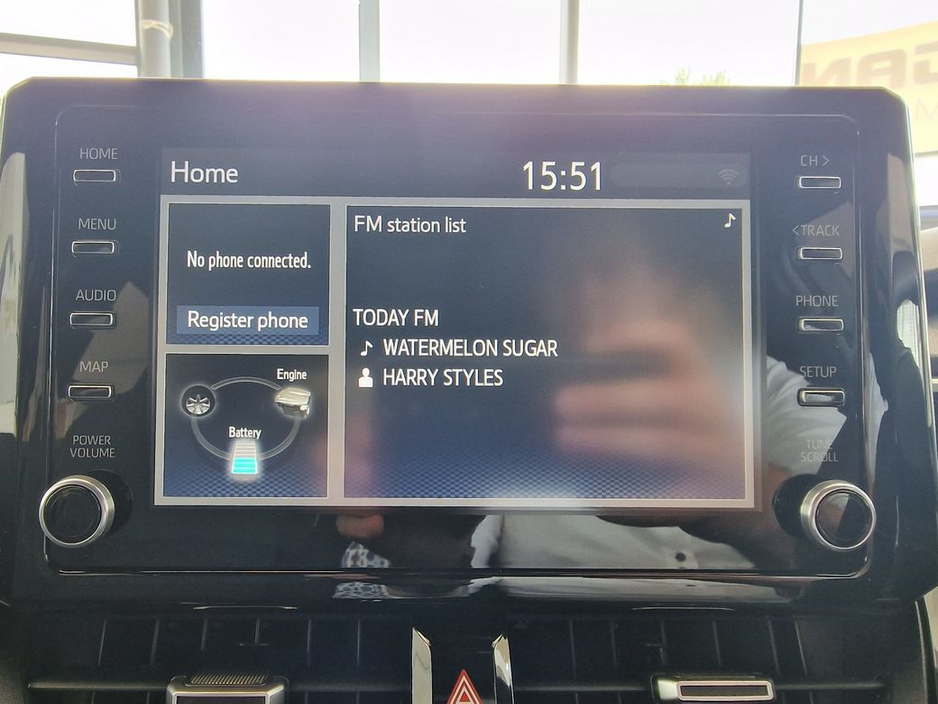 HOME
MENU
AUDIO
MAP
POWER
VOLUME
Home
15:51
No phone connected.
Register phone
Engine
Battery
FM station list
TODAY FM
WATERMELON SUGAR
HARRY STYLES
CH >
< TRACK
PHONE
SETUP
TUNE
SCROLL